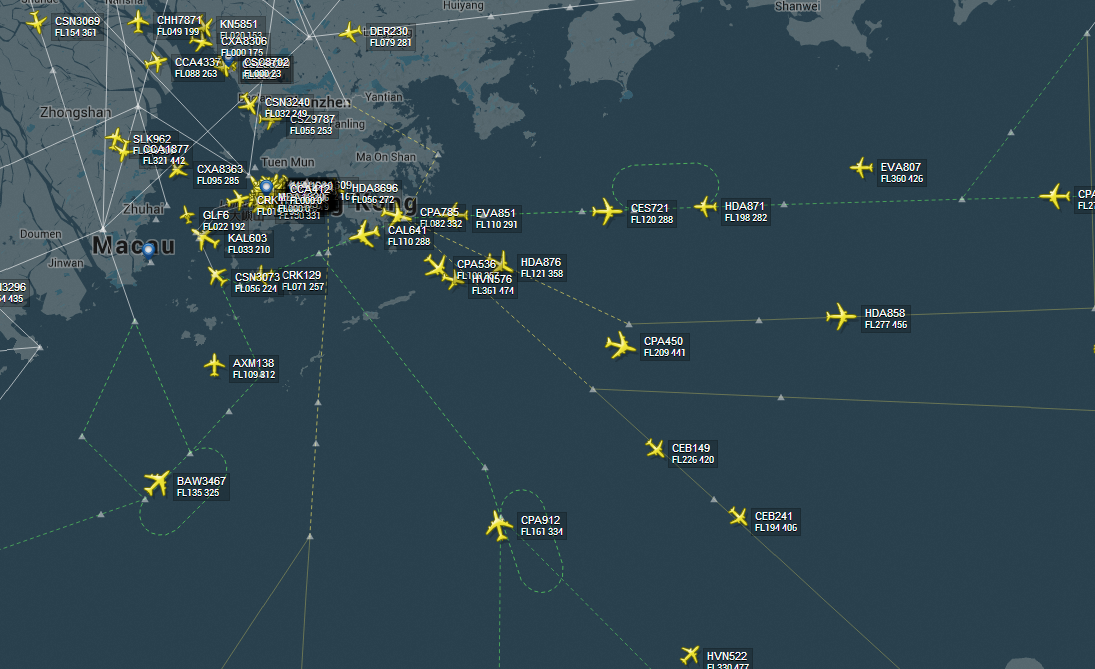 Huiyang
Shanwei
CSN3069
FL154 361
CHH7871
FL049 199
KN5851
FL020 153
CXA8306
FL000 175
DER230
FL079 281
CCA4337
FL088 263
FL000 23
Yantian
Zhongshan
CSN3240
FL032 249
CSZ9787
FL055 253
SLK962
CCA1877
FL321 442
Tuen Mun
Ma On Shan
CXA8363
FL095 285
EVA807
FL360 426
HDA8696
FL056 272
Zhuhai
GLF6
FL022 192
CPA785
FL082 332
EVA851
FL110 291
CES721
FL120 288
HDA871
FL198 282
Doumen
Macau
KAL603
FL033 210
CAL641
FL110 288
Jinwan
CSN3073
FL056 224
CRK129
FL071 257
CPA536
HVN576
FL361 474
HDA876
FL121 358
HDA858
FL277 456
CPA450
FL209 441
AXM138
FL109 312
CEB149
FL226 420
BAW3467
FL135 325
CPA912
FL161 334
CEB241
FL194 406
HVN522
FL330 477